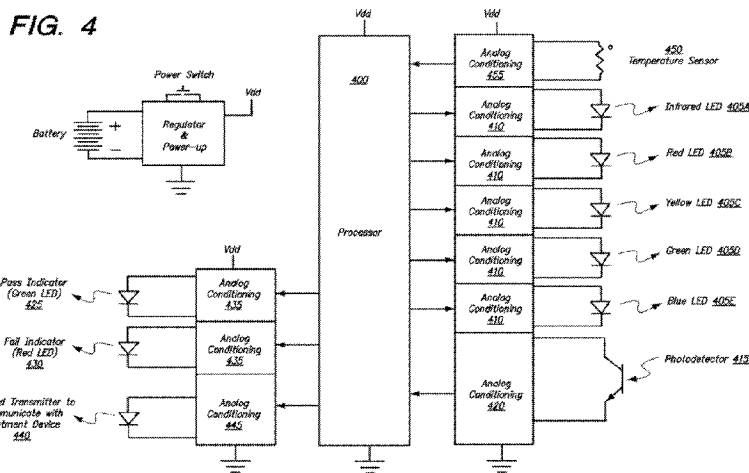 FIG. 4
Power Switch
Battery
+
−
Regulator
&
Power-up
Vdd
Vdd
400
Processor
Vdd
Analog
Conditioning
455
450
Temperature Sensor
Analog
Conditioning
410
Infrared LED 405A
Analog
Conditioning
410
Red LED 405B
Analog
Conditioning
410
Yellow LED 405C
Analog
Conditioning
410
Green LED 405D
Analog
Conditioning
410
Blue LED 405E
Analog
Conditioning
420
Photodetector 415
Vdd
Pass Indicator
(Green LED)
425
Analog
Conditioning
435
Fail Indicator
(Red LED)
430
Analog
Conditioning
435
Transmitter to
with
Device
440
Analog
Conditioning
445